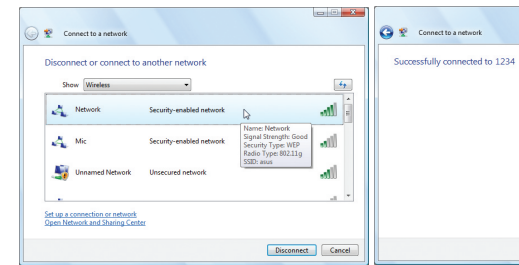 Connect to a network
Disconnect or connect to another network
Show Wireless
Network Security-enabled network
Name: Network
Signal Strength: Good
Security Type: WEP
Radio Type: 802.11g
SSID: asus
Mic Security-enabled network
Unnamed Network Unsecured network
Set up a connection or network
Open Network and Sharing Center
Disconnect Cancel
Connect to a network
Successfully connected to 1234